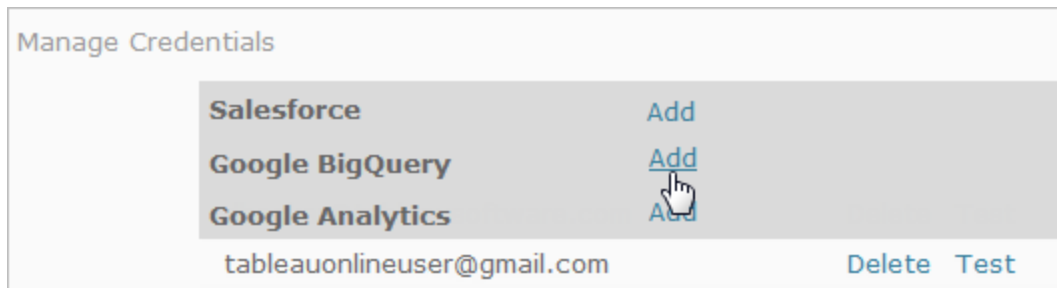 Manage Credentials
Salesforce Add
Google BigQuery Add
Google Analytics Add
tableauonlineuser@gmail.com Delete Test